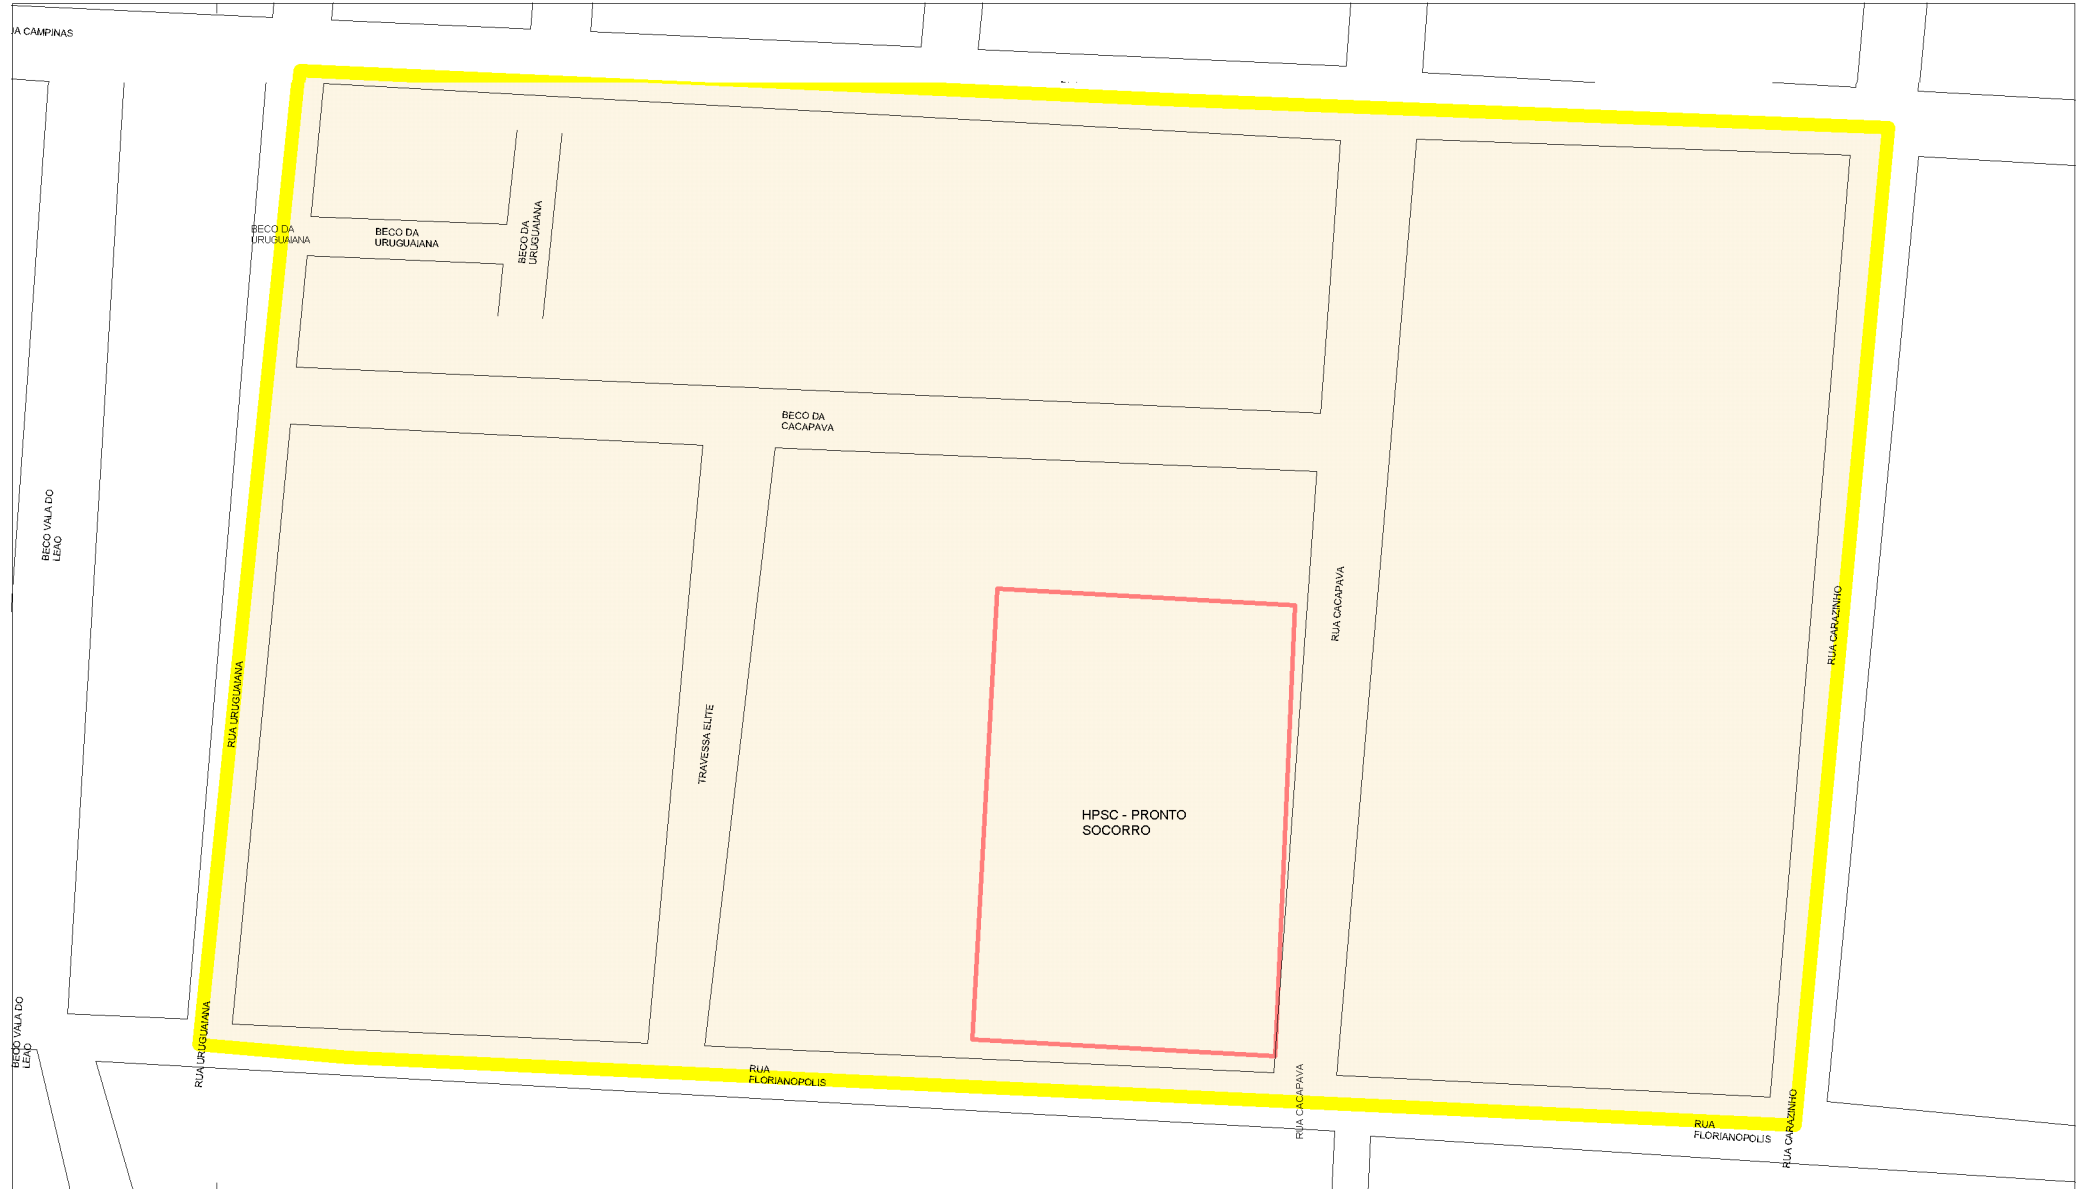 UA CAMPINAS
BECO DA
URUGUAIANA
BECO DA
URUGUAIANA
BECO DA
URUGUAIANA
BECO DA
CACAPAVA
BECO VALA DO
LEAO
RUA CACAPAVA
RUA CARAZINHO
RUA URUGUAIANA
TRAVESSA ELITE
HPSC - PRONTO
SOCORRO
BECO VALA DO
LEAO
RUA URUGUAIANA
RUA
FLORIANOPOLIS
RUA CACAPAVA
RUA
FLORIANOPOLIS
RUA CARAZINHO